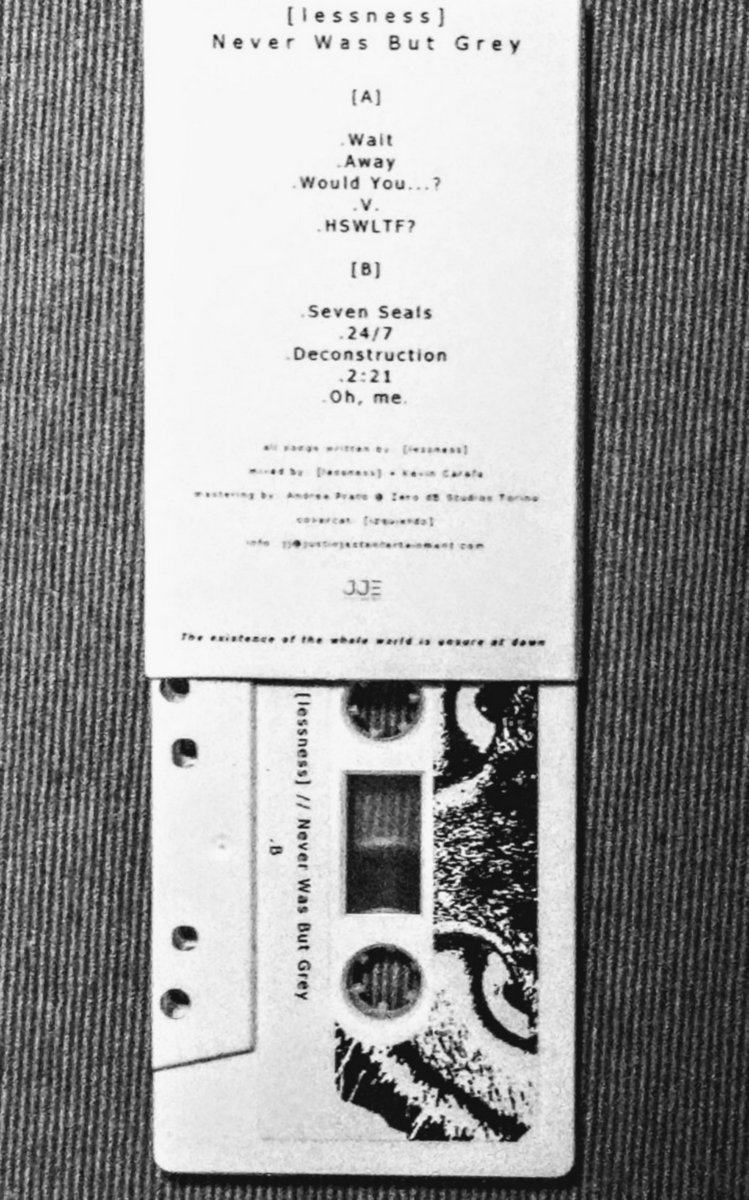 [lessness]
Never Was But Grey
[A]
.Wait
.Away
.Would You...?
.V.
.HSWLTF?
[B]
.Seven Seals
.24/7
.Deconstruction
.2:21
.Oh, me.
all songs written by: [lessness]
mixed by: [lessness] + Kevin Carafa
mastering by: Andrea Prato @ Zero dB Studios Torino
covercat: [izquierdo]
info:
JJE
The existence of the whole world is unsure at dawn
[lessness] // Never Was But Grey
.B